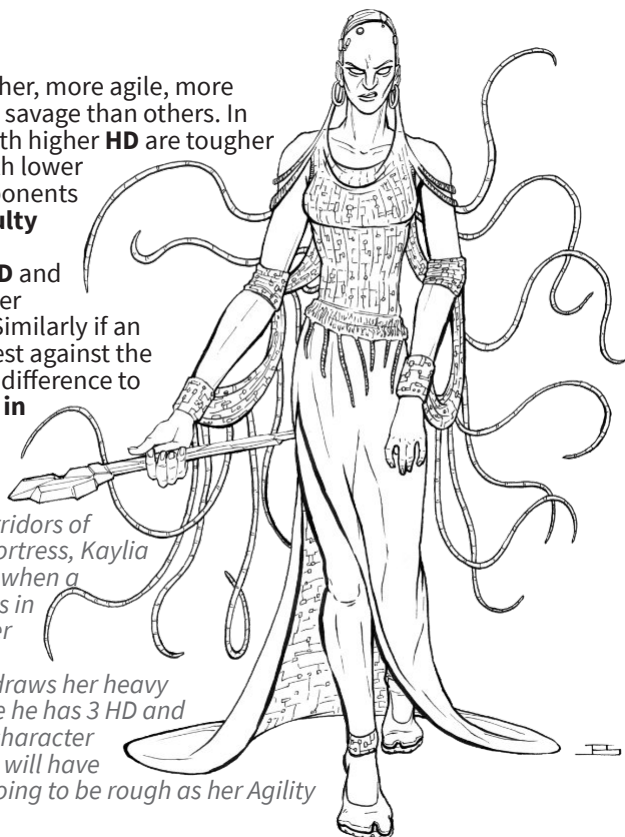 her, more agile, more
savage than others. In
th higher HD are tougher
h lower
ponents
ulty
D and
er
Similarly if an
est against the
difference to
in
rridors of
ortress, Kaylia
when a
s in
er
draws her heavy
e he has 3 HD and
character
will have
oing to be rough as her Agility